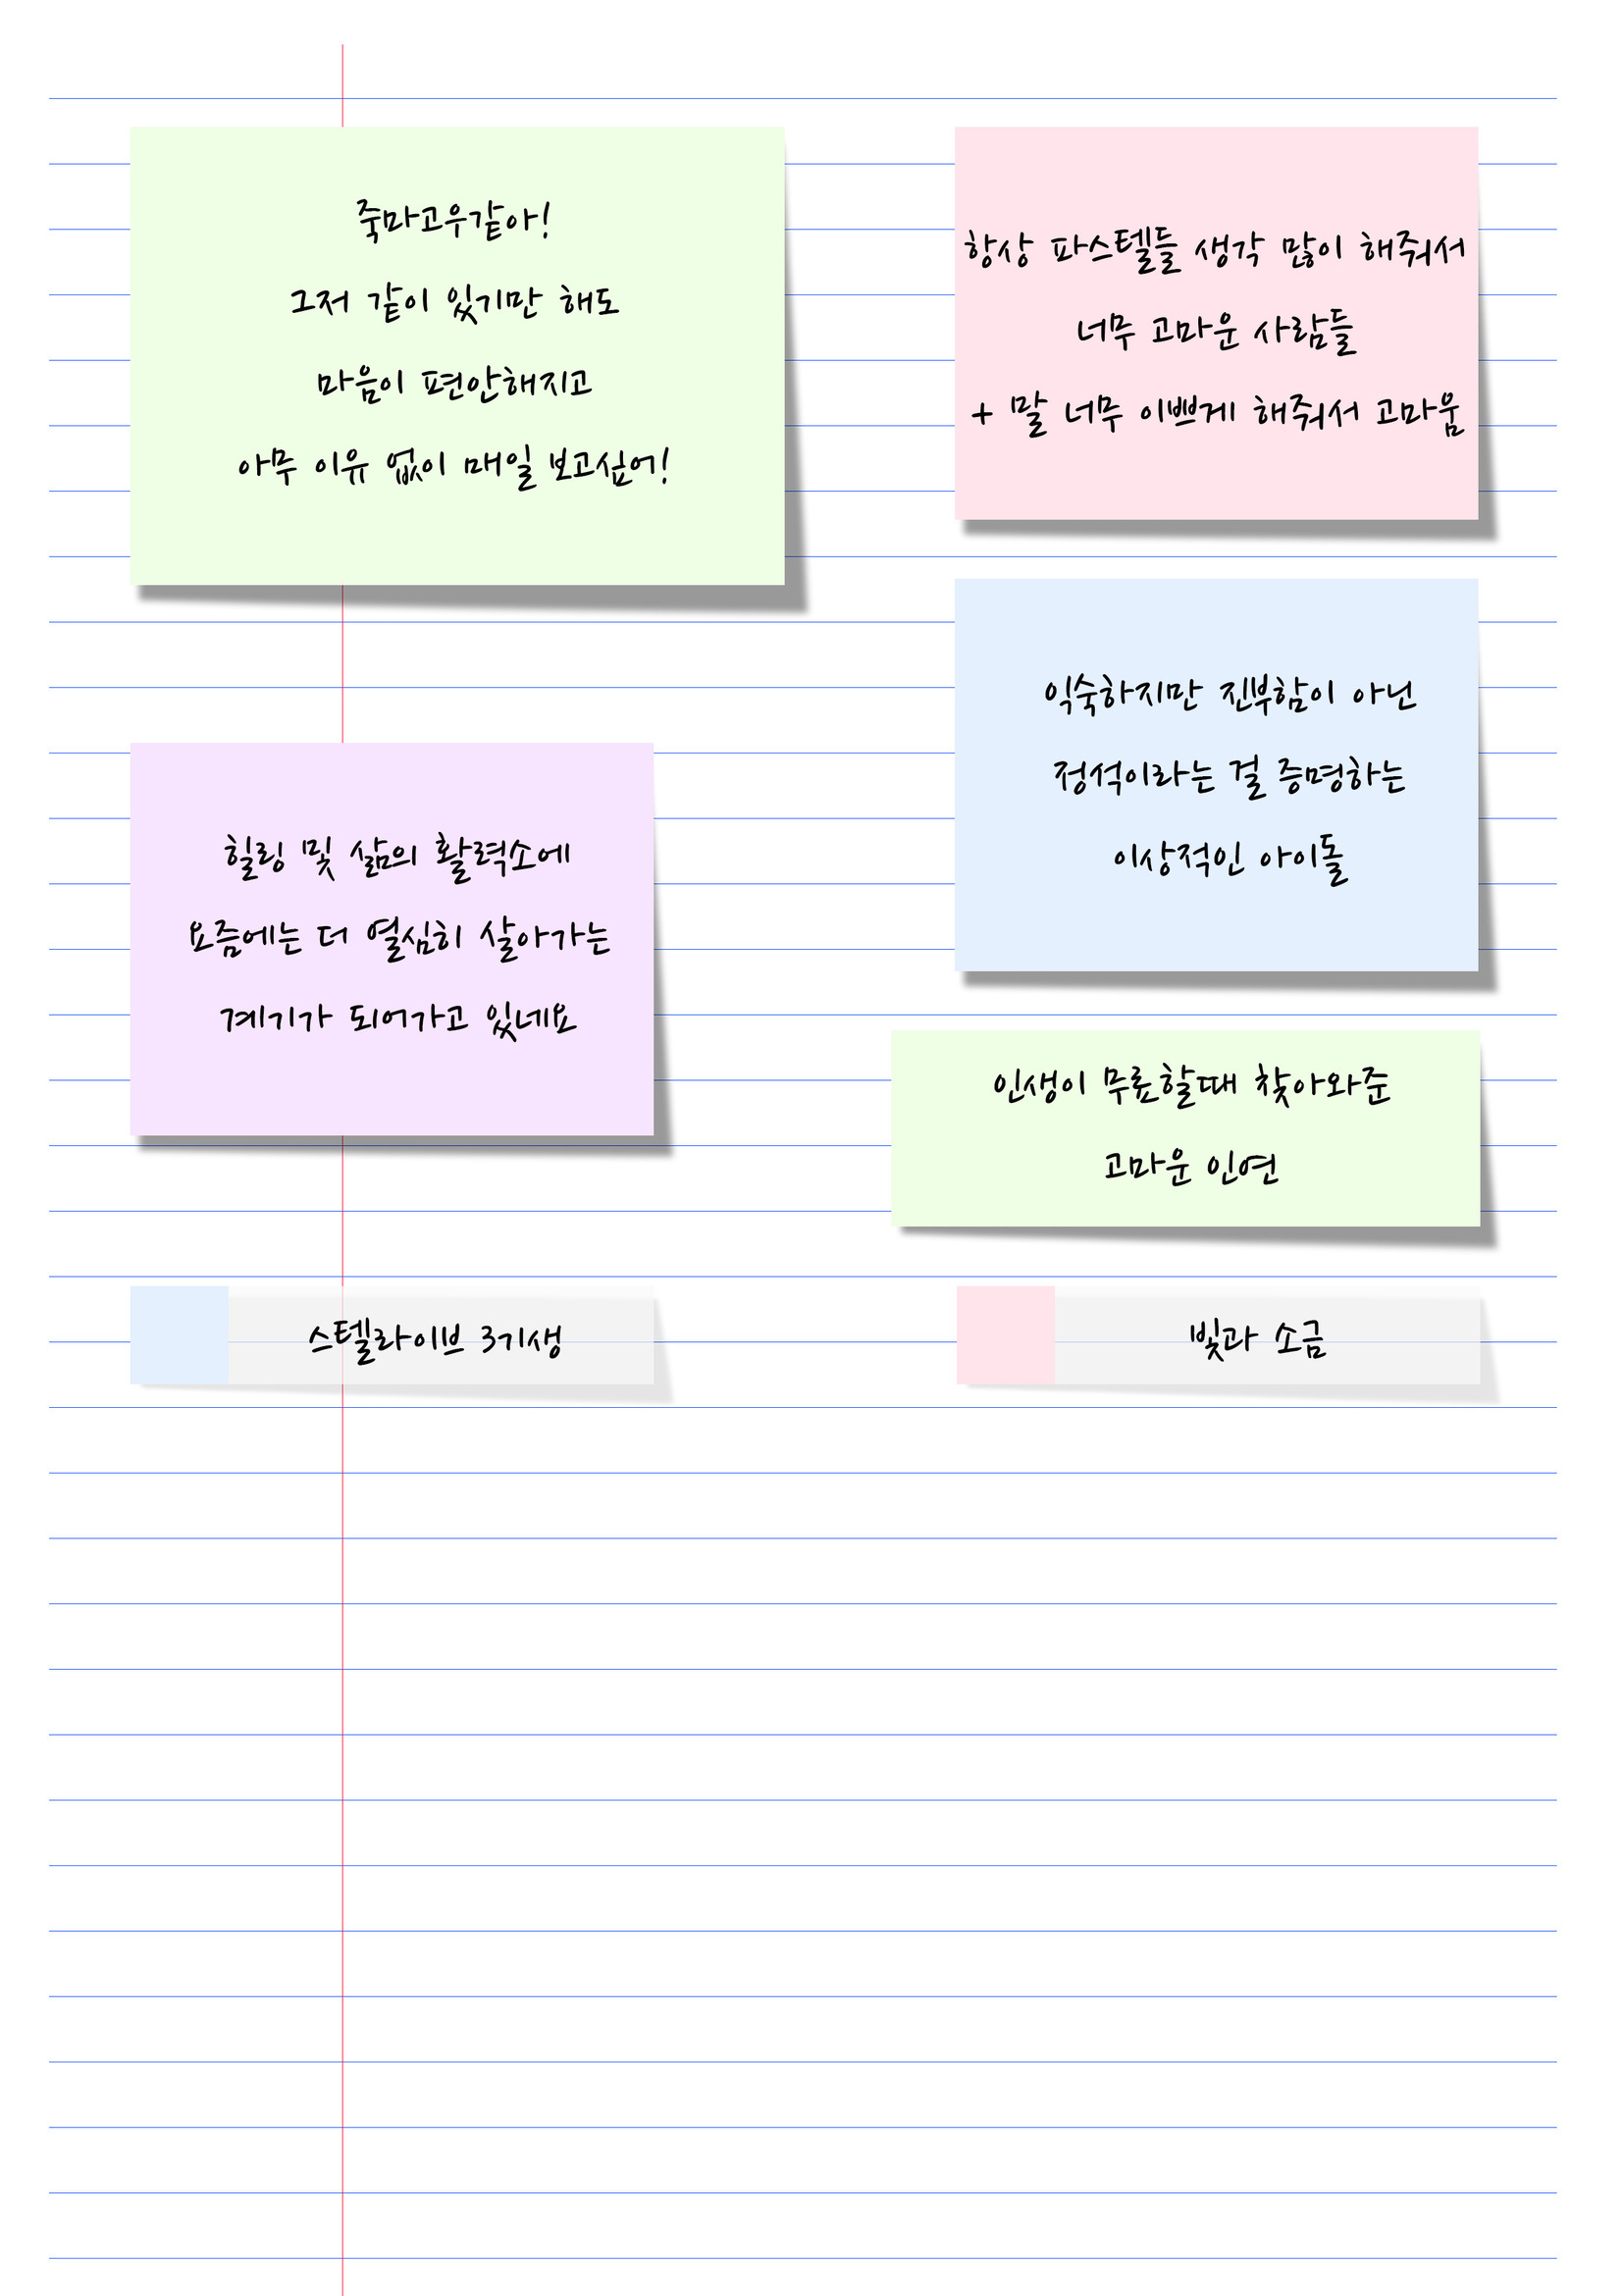 죽마고우같아!
그저 같이 있기만 해도
마음이 편안해지고
아무 이유 없이 매일 보고싶어!
항상 파스텔들 생각 많이 해줘서
너무 고마운 사람들
+ 말 너무 이쁘게 해줘서 고마움
익숙하지만 진부함이 아닌
정석이라는 걸 증명하는
이상적인 아이돌
힐링 및 삶의 활력소에
요즘에는 더 열심히 살아가는
계기가 되어가고 있네요
인생이 무료할때 찾아와준
고마운 인연
스텔라이브 3기생
빛과 소금